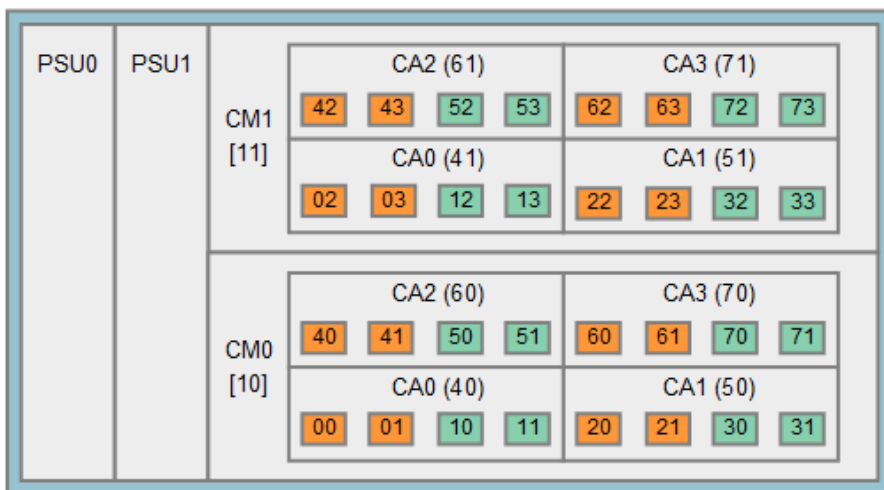 PSU0 PSU1
CM1
[11]
CA2 (61)
42 43 52 53
CA3 (71)
62 63 72 73
CA0 (41)
02 03 12 13
CA1 (51)
22 23 32 33
CM0
[10]
CA2 (60)
40 41 50 51
CA3 (70)
60 61 70 71
CA0 (40)
00 01 10 11
CA1 (50)
20 21 30 31